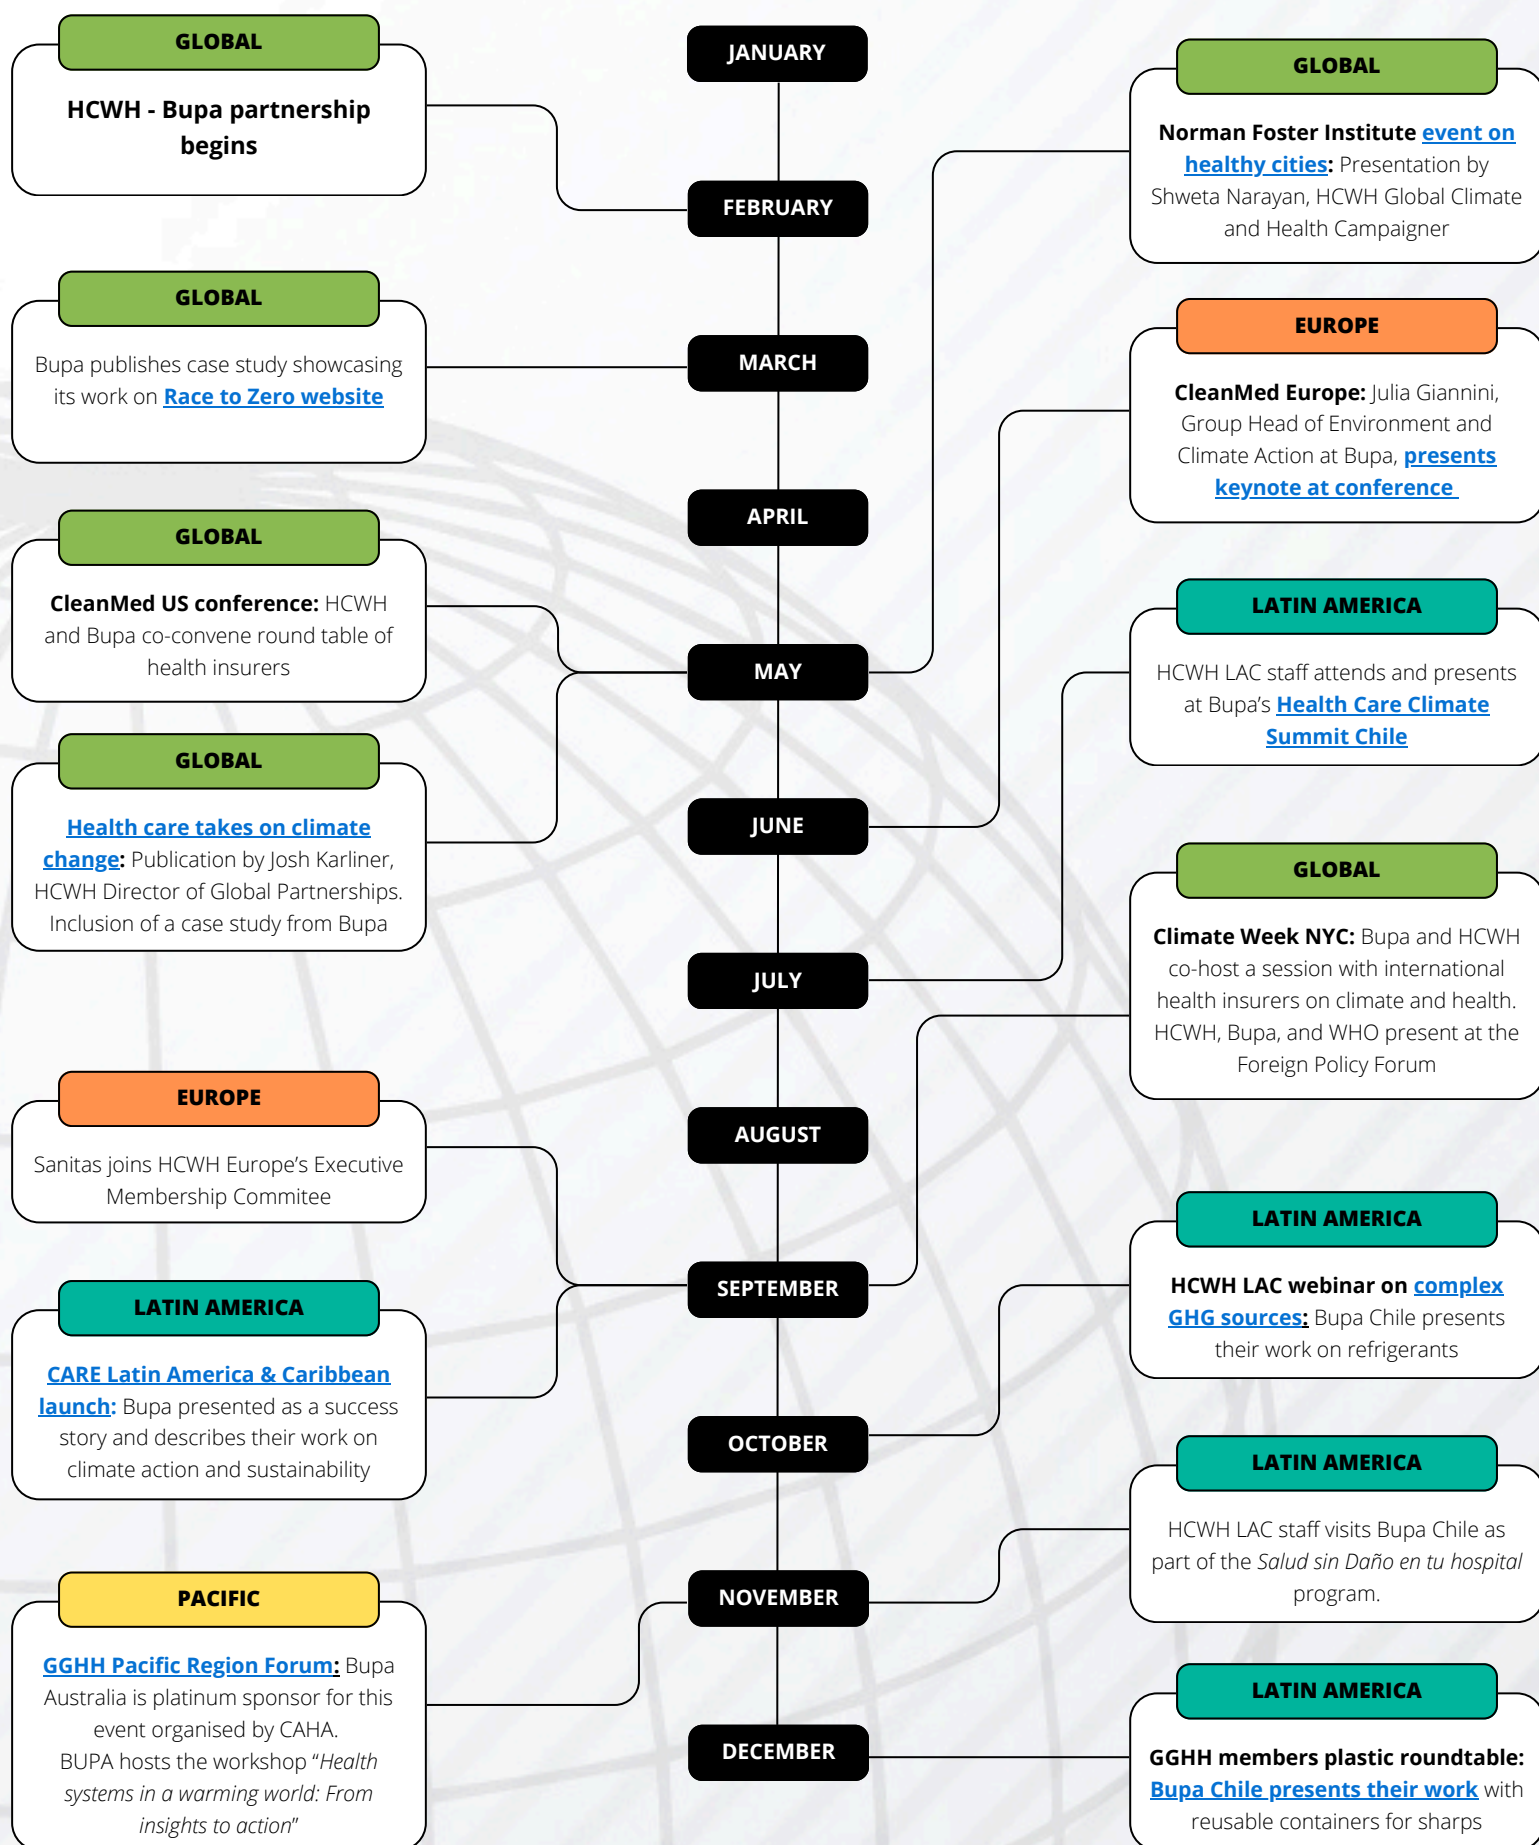 GLOBAL
HCWH - Bupa partnership
begins
GLOBAL
Bupa publishes case study showcasing
its work on Race to Zero website
GLOBAL
CleanMed US conference: HCWH
and Bupa co-convene round table of
health insurers
GLOBAL
Health care takes on climate
change: Publication by Josh Karliner,
HCWH Director of Global Partnerships.
Inclusion of a case study from Bupa
EUROPE
Sanitas joins HCWH Europe’s Executive
Membership Commitee
LATIN AMERICA
CARE Latin America & Caribbean
launch: Bupa presented as a success
story and describes their work on
climate action and sustainability
PACIFIC
GGHH Pacific Region Forum: Bupa
Australia is platinum sponsor for this
event organised by CAHA.
BUPA hosts the workshop “Health
systems in a warming world: From
insights to action”
JANUARY
FEBRUARY
MARCH
APRIL
MAY
JUNE
JULY
AUGUST
SEPTEMBER
OCTOBER
NOVEMBER
DECEMBER
GLOBAL
Norman Foster Institute event on
healthy cities: Presentation by
Shweta Narayan, HCWH Global Climate
and Health Campaigner
EUROPE
CleanMed Europe: Julia Giannini,
Group Head of Environment and
Climate Action at Bupa, presents
keynote at conference
LATIN AMERICA
HCWH LAC staff attends and presents
at Bupa’s Health Care Climate
Summit Chile
GLOBAL
Climate Week NYC: Bupa and HCWH
co-host a session with international
health insurers on climate and health.
HCWH, Bupa, and WHO present at the
Foreign Policy Forum
LATIN AMERICA
HCWH LAC webinar on complex
GHG sources: Bupa Chile presents
their work on refrigerants
LATIN AMERICA
HCWH LAC staff visits Bupa Chile as
part of the Salud sin Daño en tu hospital
program.
LATIN AMERICA
GGHH members plastic roundtable:
Bupa Chile presents their work with
reusable containers for sharps